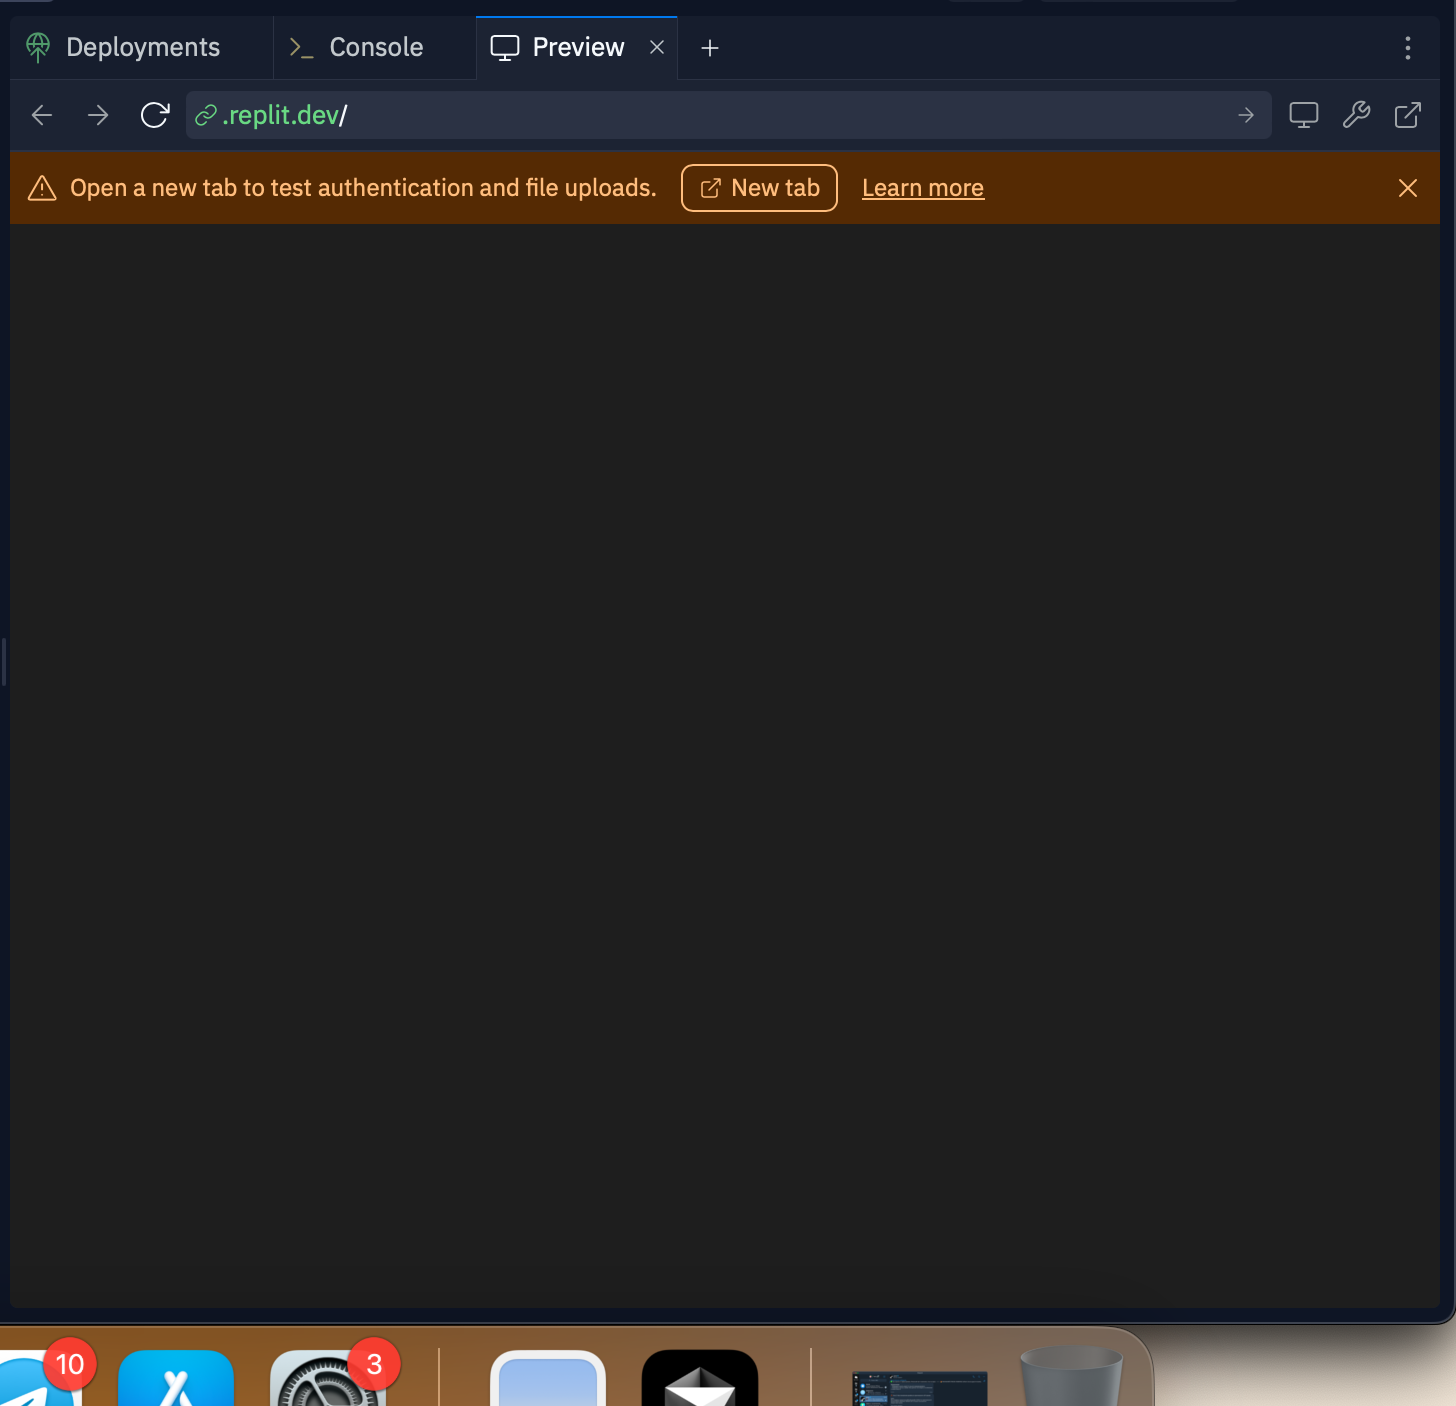 Deployments
Console
Preview
.replit.dev/
Open a new tab to test authentication and file uploads.
New tab
Learn more
10
3